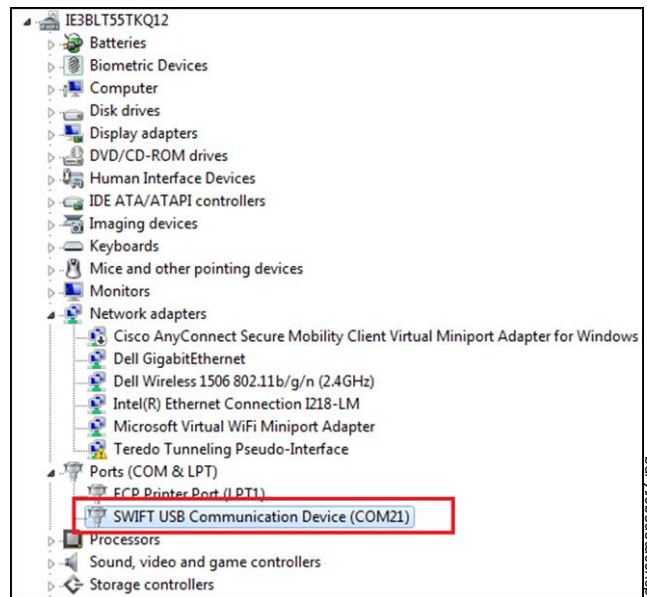 IE3BLT55TKQ12
Batteries
Biometric Devices
Computer
Disk drives
Display adapters
DVD/CD-ROM drives
Human Interface Devices
IDE ATA/ATAPI controllers
Imaging devices
Keyboards
Mice and other pointing devices
Monitors
Network adapters
Cisco AnyConnect Secure Mobility Client Virtual Miniport Adapter for Windows
Dell GigabitEthernet
Dell Wireless 1506 802.11b/g/n (2.4GHz)
Intel(R) Ethernet Connection I218-LM
Microsoft Virtual WiFi Miniport Adapter
Teredo Tunneling Pseudo-Interface
Ports (COM & LPT)
ECP Printer Port (LPT1)
SWIFT USB Communication Device (COM21)
Processors
Sound, video and game controllers
Storage controllers